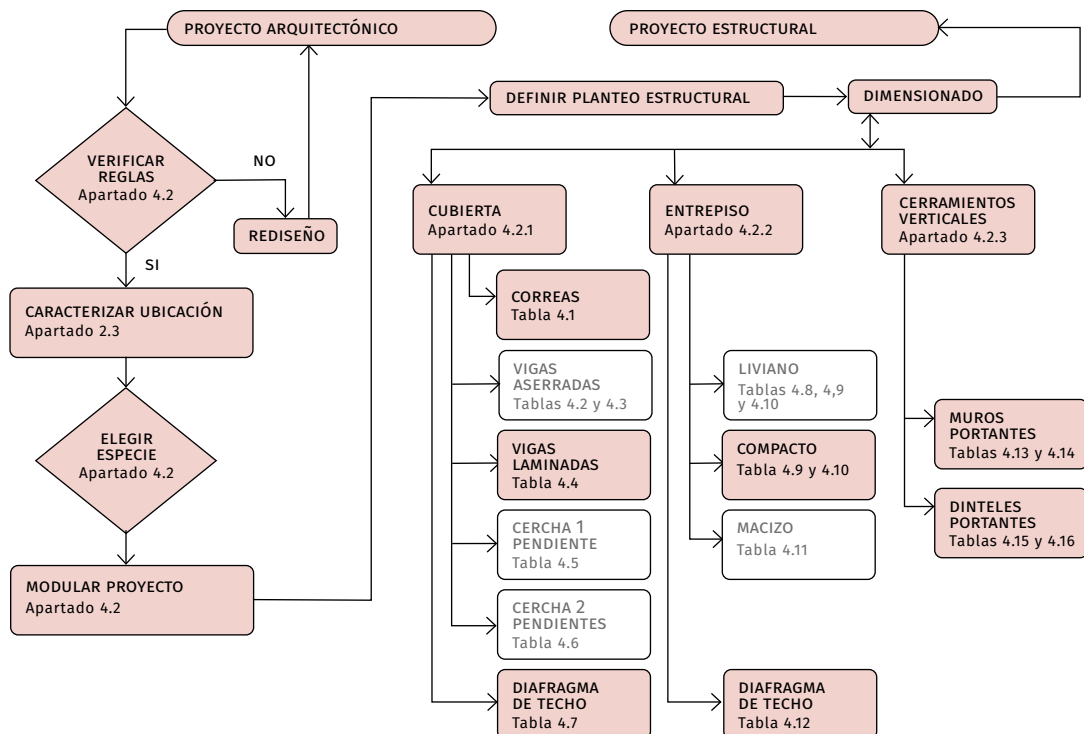 PROYECTO ARQUITECTÓNICO
PROYECTO ESTRUCTURAL
DEFINIR PLANTEO ESTRUCTURAL
DIMENSIONADO
VERIFICAR
REGLAS
Apartado 4.2
NO
REDISEÑO
SI
CARACTERIZAR UBICACIÓN
Apartado 2.3
ELEGIR
ESPECIE
Apartado 4.2
MODULAR PROYECTO
Apartado 4.2
CUBIERTA
Apartado 4.2.1
CORREAS
Tabla 4.1
VIGAS
ASERRADAS
Tablas 4.2 y 4.3
VIGAS
LAMINADAS
Tabla 4.4
CERCHA 1
PENDIENTE
Tabla 4.5
CERCHA 2
PENDIENTES
Tabla 4.6
DIAFRAGMA
DE TECHO
Tabla 4.7
ENTREPISO
Apartado 4.2.2
LIVIANO
Tablas 4.8, 4,9
y 4.10
COMPACTO
Tabla 4.9 y 4.10
MACIZO
Tabla 4.11
DIAFRAGMA
DE TECHO
Tabla 4.12
CERRAMIENTOS
VERTICALES
Apartado 4.2.3
MUROS
PORTANTES
Tablas 4.13 y 4.14
DINTELES
PORTANTES
Tablas 4.15 y 4.16